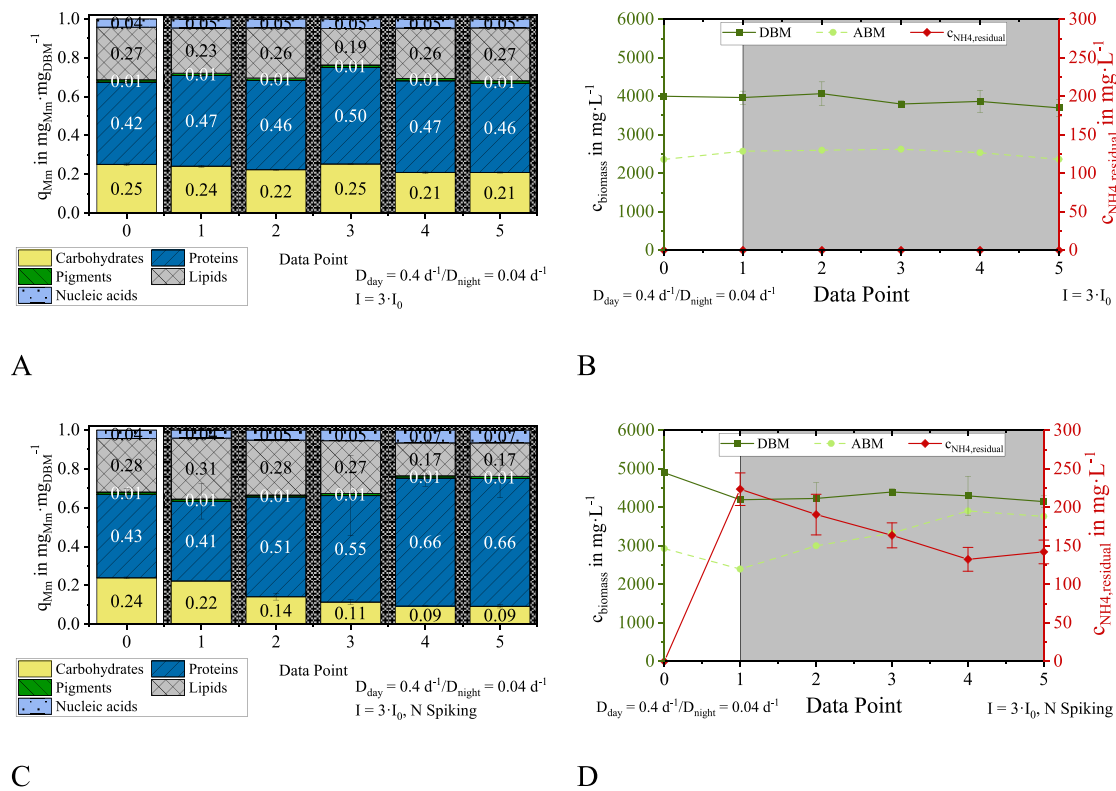 q_Mm in mg_Mm·mg_DBM^-1
1.0
0.8
0.6
0.4
0.2
0.0
0.04 0.05 0.05 0.05 0.05 0.05
0.27 0.23 0.26 0.19 0.26 0.27
0.01 0.01 0.01 0.01 0.01 0.01
0.42 0.47 0.46 0.50 0.47 0.46
0.25 0.24 0.22 0.25 0.21 0.21
0 1 2 3 4 5
Data Point
Carbohydrates Proteins
Pigments Lipids
Nucleic acids
D_day = 0.4 d^-1/D_night = 0.04 d^-1
I = 3·I_0
A
c_biomass in mg·L^-1
6000
5000
4000
3000
2000
1000
0
DBM ABM c_NH4,residual
300
250
200
150
100
50
0
c_NH4,residual in mg·L^-1
0 1 2 3 4 5
D_day = 0.4 d^-1/D_night = 0.04 d^-1 Data Point I = 3·I_0
B
q_Mm in mg_Mm·mg_DBM^-1
1.0
0.8
0.6
0.4
0.2
0.0
0.04 0.04 0.05 0.05 0.07 0.07
0.28 0.31 0.28 0.27 0.17 0.17
0.01 0.01 0.01 0.01 0.01 0.01
0.43 0.41 0.51 0.55 0.66 0.66
0.24 0.22 0.14 0.11 0.09 0.09
0 1 2 3 4 5
Data Point
Carbohydrates Proteins
Pigments Lipids
Nucleic acids
D_day = 0.4 d^-1/D_night = 0.04 d^-1
I = 3·I_0, N Spiking
C
c_biomass in mg·L^-1
6000
5000
4000
3000
2000
1000
0
DBM ABM c_NH4,residual
300
250
200
150
100
50
0
c_NH4,residual in mg·L^-1
0 1 2 3 4 5
D_day = 0.4 d^-1/D_night = 0.04 d^-1 Data Point I = 3·I_0, N Spiking
D